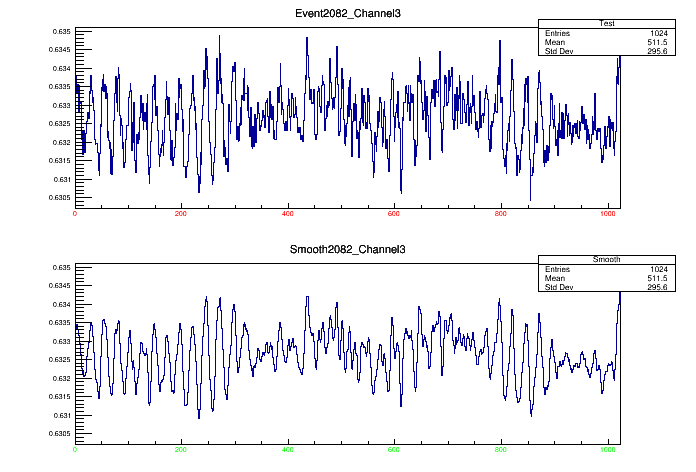 Event2082_Channel3
Test
Entries 1024
Mean 511.5
Std Dev 295.6
0.635
0.6345
0.634
0.6335
0.633
0.6325
0.632
0.6315
0.631
0.6305
0 200 400 600 800 1000
Smooth2082_Channel3
Smooth
Entries 1024
Mean 511.5
Std Dev 295.6
0.635
0.6345
0.634
0.6335
0.633
0.6325
0.632
0.6315
0.631
0.6305
0 200 400 600 800 1000